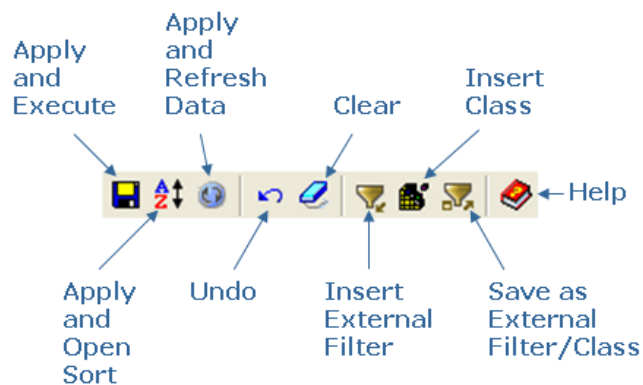 Apply
and
Execute
Apply
and
Refresh
Data
Clear
Insert
Class
A
Z
?
Help
Apply
and
Open
Sort
Undo
Insert
External
Filter
Save as
External
Filter/Class